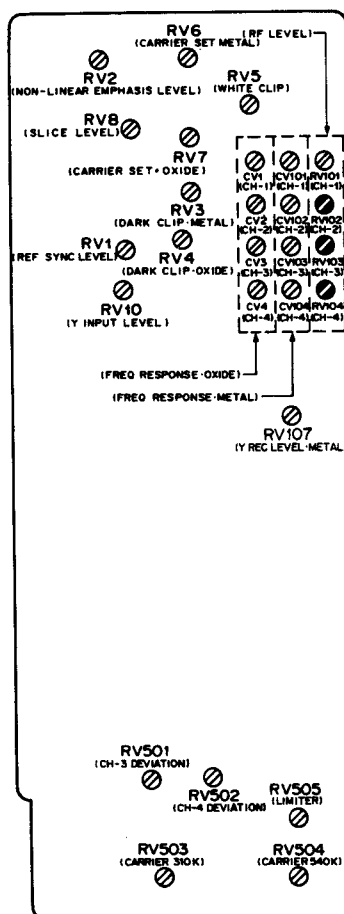 RV6
(CARRIER SET METAL)
(RF LEVEL)
RV2
(NON-LINEAR EMPHASIS LEVEL)
RV5
(WHITE CLIP)
RV8
(SLICE LEVEL)
RV7
(CARRIER SET·OXIDE)
CV1 CV101 RV101
(CH-1) (CH-1) (CH-1)
RV3
(DARK CLIP·METAL)
CV2 CV102 RV102
(CH-2) (CH-2) (CH-2)
RV1
(REF SYNC LEVEL)
RV4
(DARK CLIP·OXIDE)
CV3 CV103 RV103
(CH-3) (CH-3) (CH-3)
RV10
(Y INPUT LEVEL)
CV4 CV104 RV104
(CH-4) (CH-4) (CH-4)
(FREQ RESPONSE·OXIDE)
(FREQ RESPONSE·METAL)
RV107
(Y REC LEVEL·METAL)
RV501
(CH-3 DEVIATION)
RV502
(CH-4 DEVIATION)
RV505
(LIMITER)
RV503
(CARRIER 310K)
RV504
(CARRIER 540K)